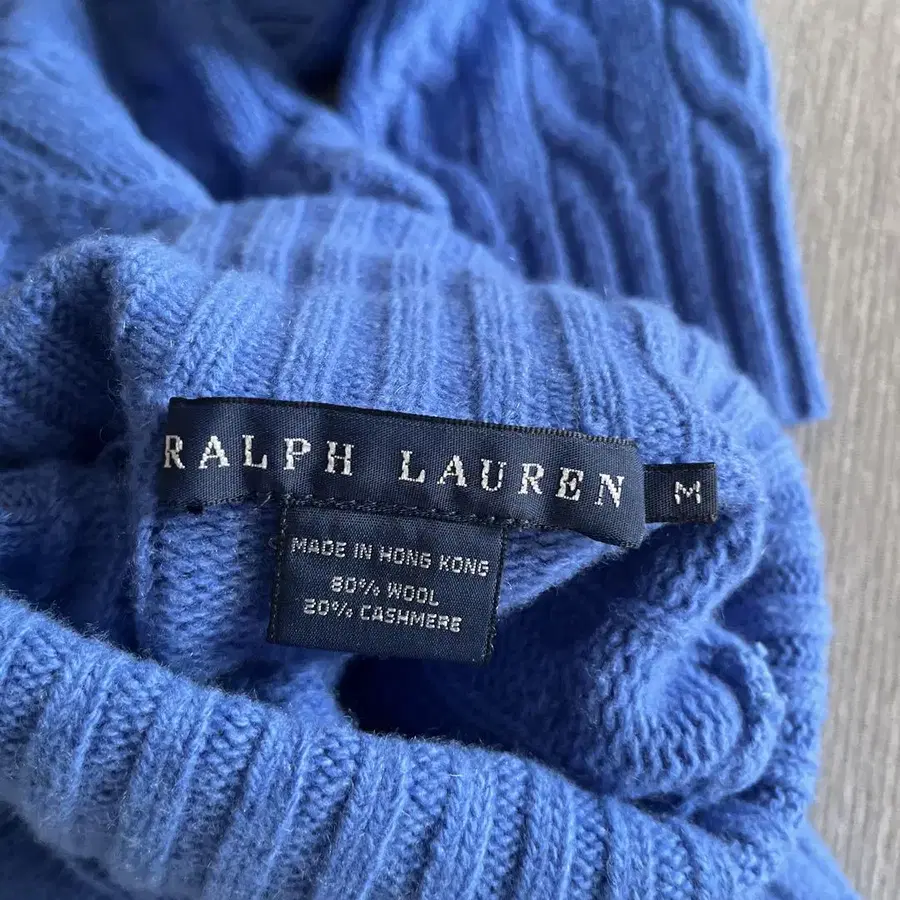 RALPH LAUREN
M
MADE IN HONG KONG
80% WOOL
20% CASHMERE